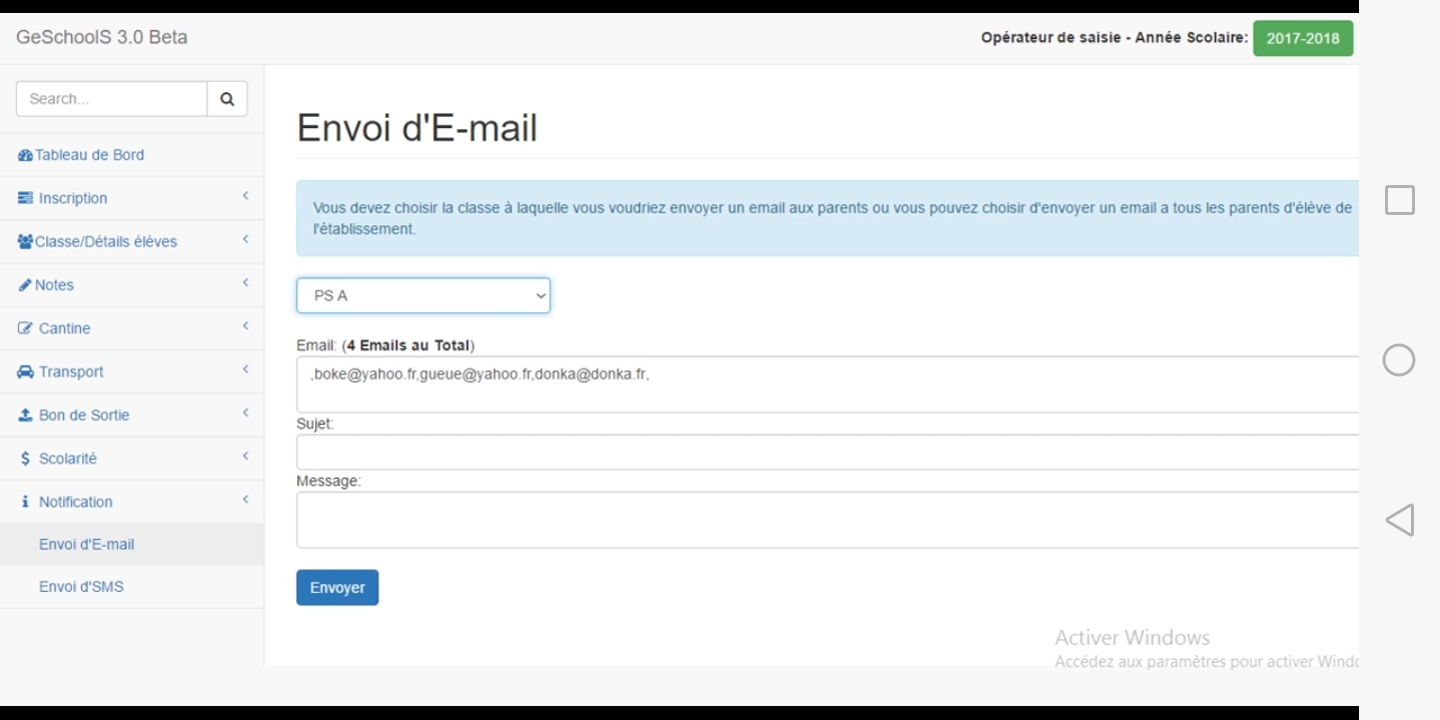 GeSchoolS 3.0 Beta
Opérateur de saisie - Année Scolaire: 2017-2018
Search...
Tableau de Bord
Inscription
Classe/Détails élèves
Notes
Cantine
Transport
Bon de Sortie
Scolarité
Notification
Envoi d'E-mail
Envoi d'SMS
Envoi d'E-mail
Vous devez choisir la classe à laquelle vous voudriez envoyer un email aux parents ou vous pouvez choisir d'envoyer un email a tous les parents d'élève de
l'établissement.
PS A
Email: (4 Emails au Total)
,boke@yahoo.fr,gueue@yahoo.fr,donka@donka.fr,
Sujet:
Message:
Envoyer
Activer Windows
Accédez aux paramètres pour activer Windo